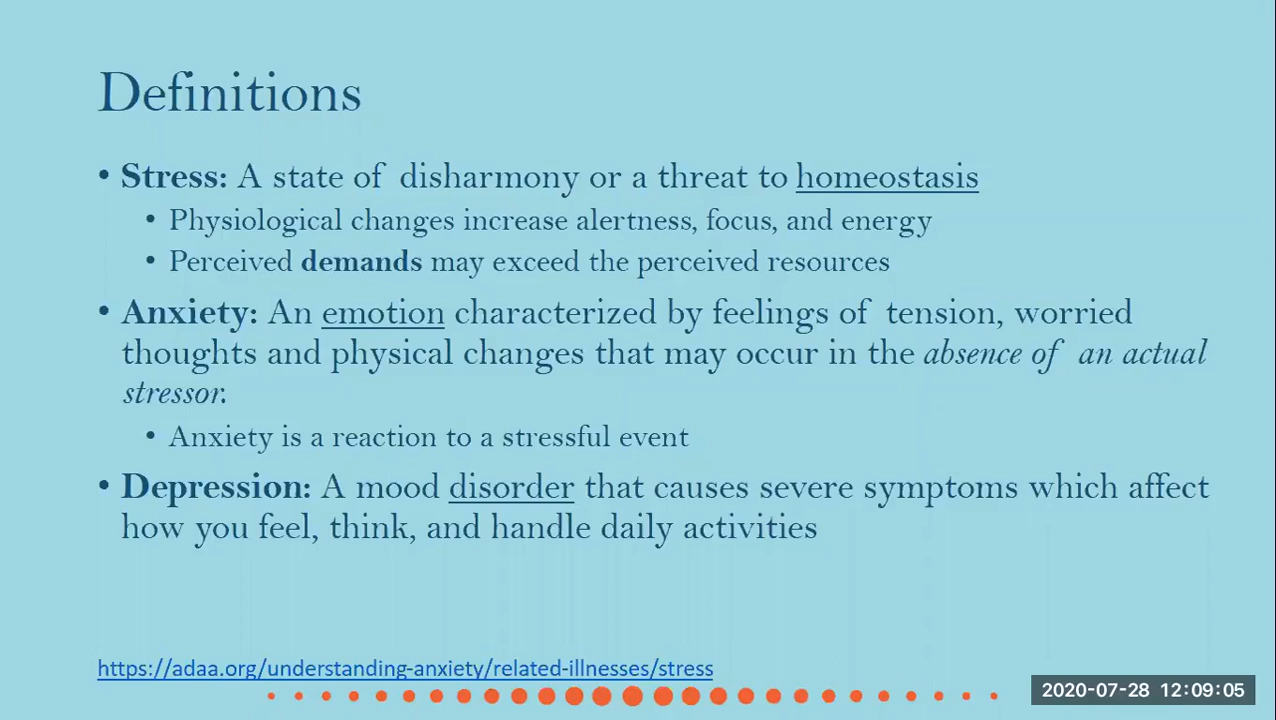 Definitions
• Stress: A state of disharmony or a threat to homeostasis
• Physiological changes increase alertness, focus, and energy
• Perceived demands may exceed the perceived resources
• Anxiety: An emotion characterized by feelings of tension, worried
thoughts and physical changes that may occur in the absence of an actual
stressor.
• Anxiety is a reaction to a stressful event
• Depression: A mood disorder that causes severe symptoms which affect
how you feel, think, and handle daily activities
https://adaa.org/understanding-anxiety/related-illnesses/stress
2020-07-28 12:09:05